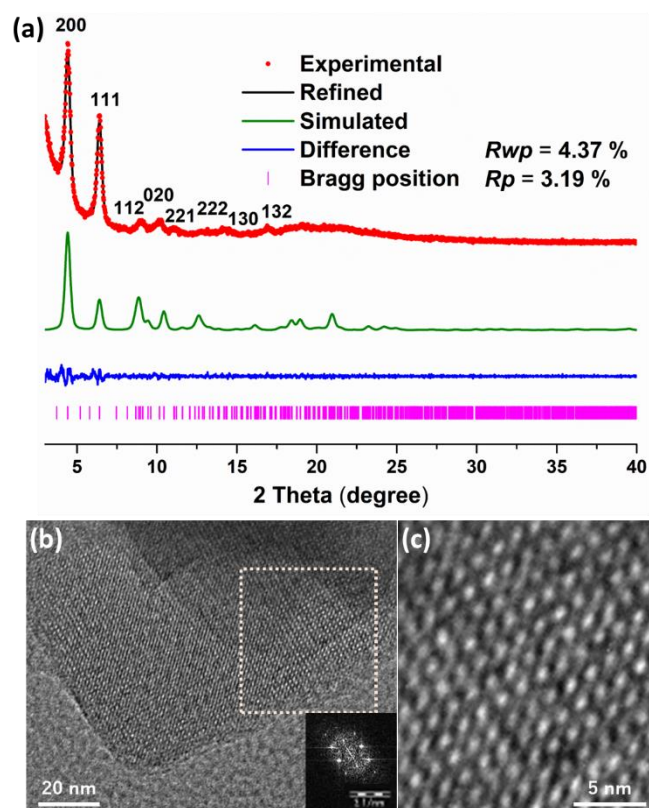 (a)
200
111
112
020
221
222
130
132
Experimental
Refined
Simulated
Difference
Bragg position
Rwp = 4.37 %
Rp = 3.19 %
5
10
15
20
25
30
35
40
2 Theta (degree)
(b)
20 nm
(c)
5 nm